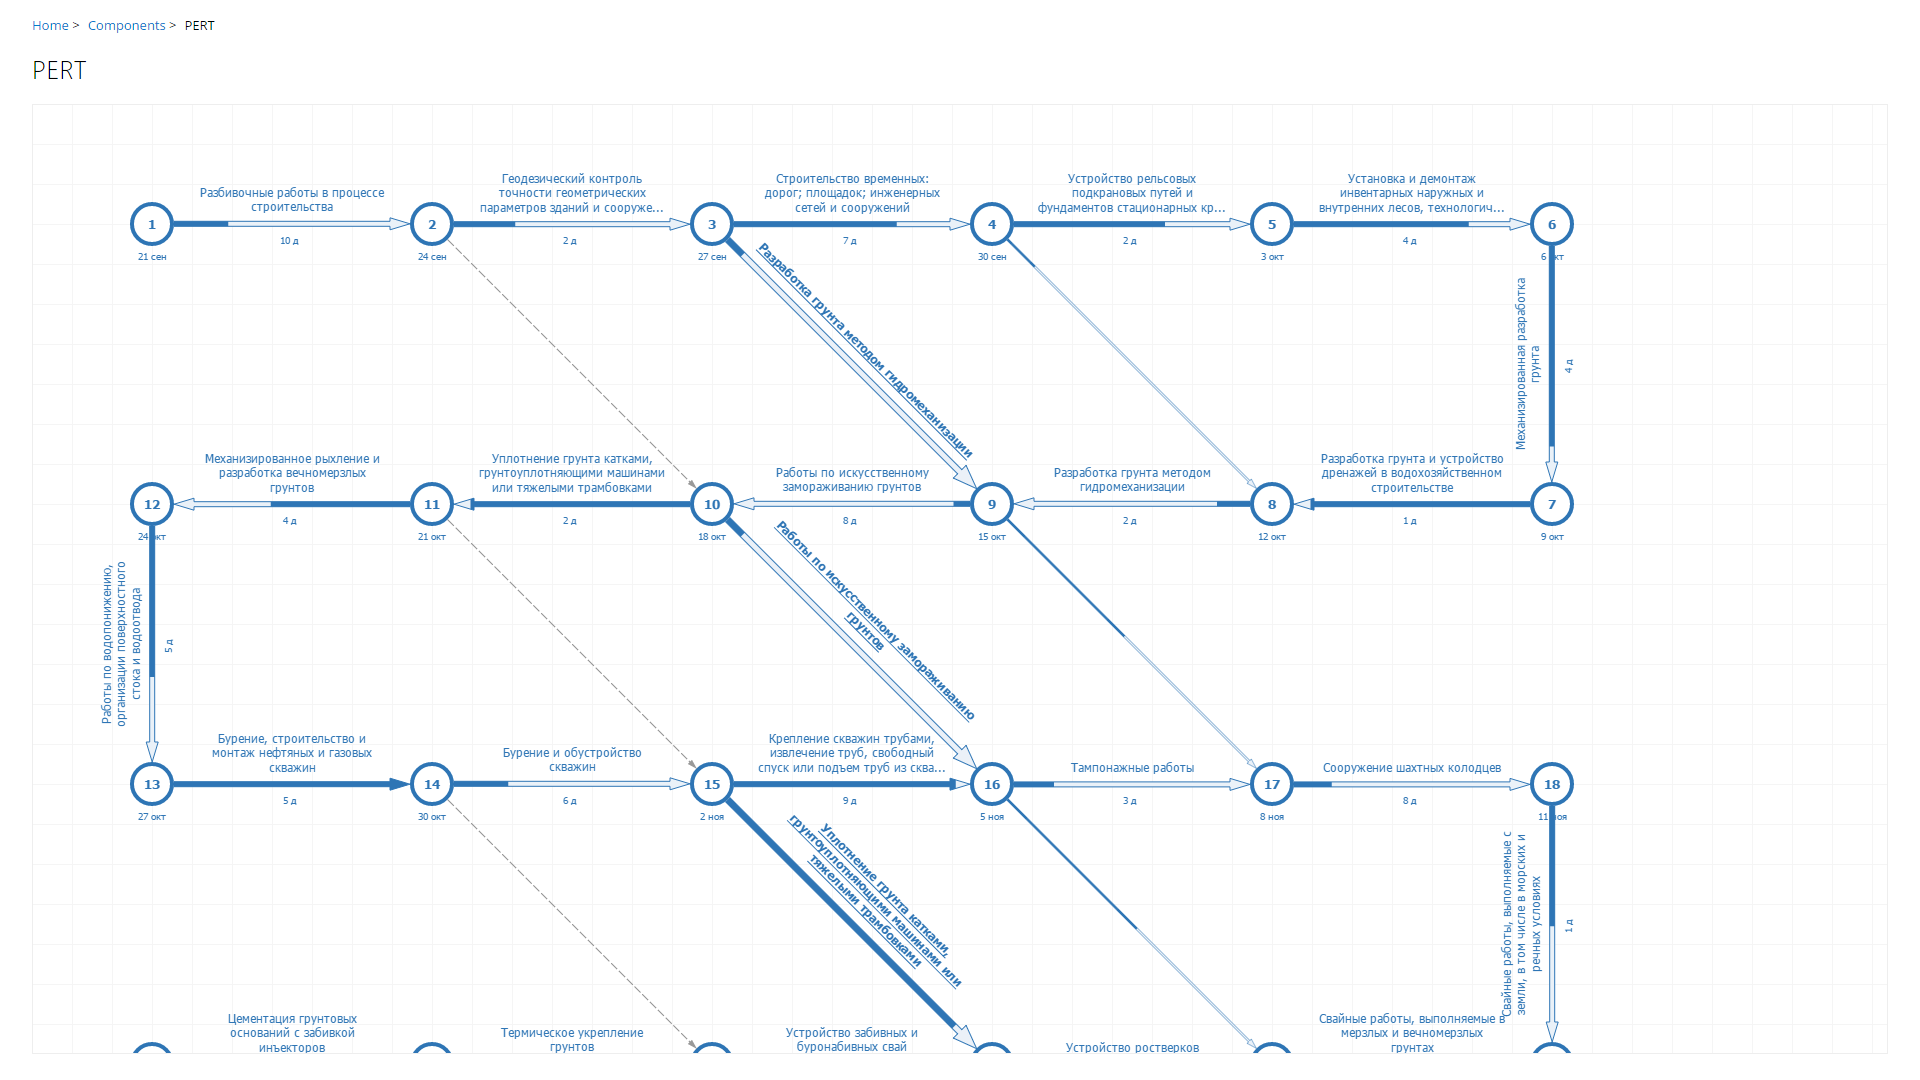 Home > Components > PERT
PERT
Разбивочные работы в процессе
строительства
10 д
Геодезический контроль
точности геометрических
параметров зданий и сооруже...
2 д
Строительство временных:
дорог; площадок; инженерных
сетей и сооружений
7 д
Устройство рельсовых
подкрановых путей и
фундаментов стационарных кр...
2 д
Установка и демонтаж
инвентарных наружных и
внутренних лесов, технологич...
4 д
1
21 сен
2
24 сен
3
27 сен
4
30 сен
5
3 окт
6
6 окт
Разработка грунта методом гидромеханизации
Механизированная разработка
грунта
4 д
Механизированное рыхление и
разработка вечномерзлых
грунтов
4 д
Уплотнение грунта катками,
грунтоуплотняющими машинами
или тяжелыми трамбовками
2 д
Работы по искусственному
замораживанию грунтов
8 д
Разработка грунта методом
гидромеханизации
2 д
Разработка грунта и устройство
дренажей в водохозяйственном
строительстве
1 д
12
24 окт
11
21 окт
10
18 окт
9
15 окт
8
12 окт
7
9 окт
Работы по водопонижению,
организации поверхностного
стока и водоотвода
5 д
Работы по искусственному замораживанию
грунтов
Бурение, строительство и
монтаж нефтяных и газовых
скважин
5 д
Бурение и обустройство
скважин
6 д
Крепление скважин трубами,
извлечение труб, свободный
спуск или подъем труб из сква...
9 д
Тампонажные работы
3 д
Сооружение шахтных колодцев
8 д
13
27 окт
14
30 окт
15
2 ноя
16
5 ноя
17
8 ноя
18
11 ноя
Уплотнение грунта катками,
грунтоуплотняющими машинами или
тяжелыми трамбовками
Свайные работы, выполняемые с
земли, в том числе в морских и
речных условиях
1 д
Цементация грунтовых
оснований с забивкой
инъекторов
Термическое укрепление
грунтов
Устройство забивных и
буронабивных свай
Устройство ростверков
Свайные работы, выполняемые в
мерзлых и вечномерзлых
грунтах